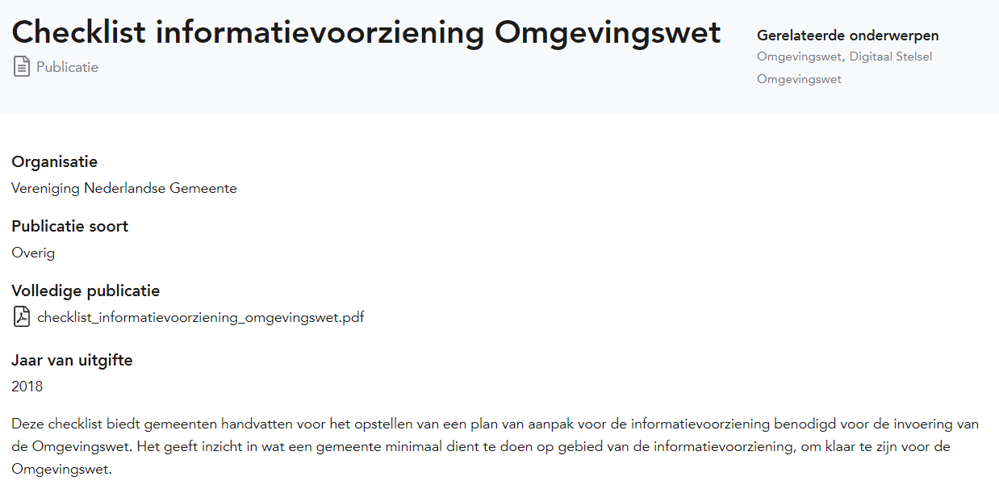 Checklist informatievoorziening Omgevingswet
Publicatie
Gerelateerde onderwerpen
Omgevingswet, Digitaal Stelsel
Omgevingswet
Organisatie
Vereniging Nederlandse Gemeente
Publicatie soort
Overig
Volledige publicatie
checklist_informatievoorziening_omgevingswet.pdf
Jaar van uitgifte
2018
Deze checklist biedt gemeenten handvatten voor het opstellen van een plan van aanpak voor de informatievoorziening benodigd voor de invoering van
de Omgevingswet. Het geeft inzicht in wat een gemeente minimaal dient te doen op gebied van de informatievoorziening, om klaar te zijn voor de
Omgevingswet.